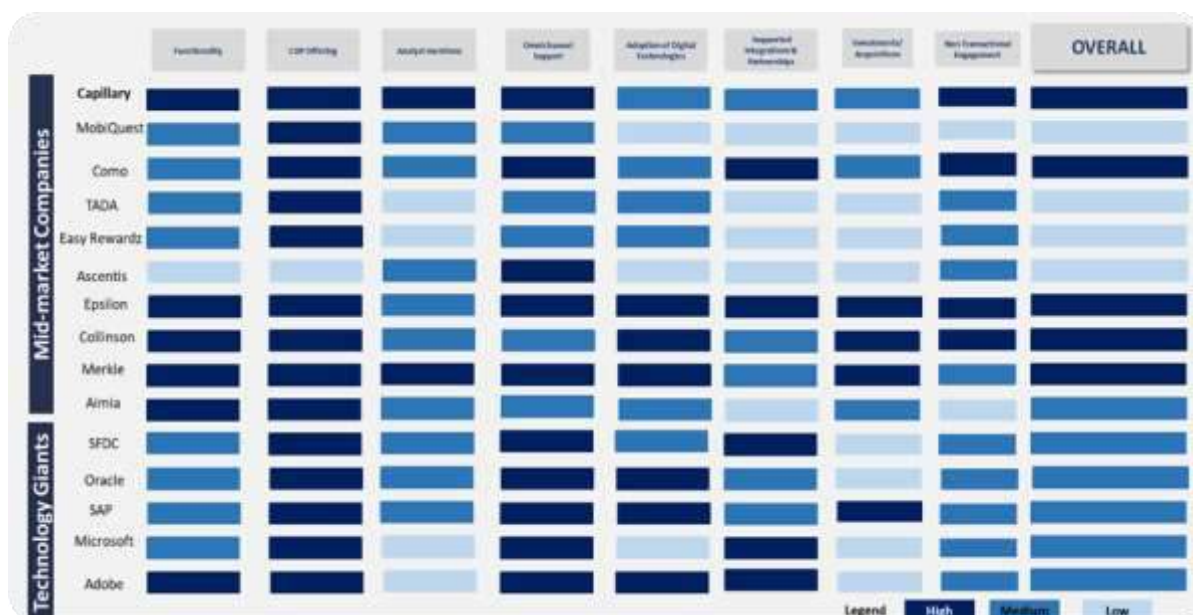 Functionality
CDP Offering
Analyst mentions
Omnichannel
Support
Adoption of Digital
Technologies
Supported
Integrations &
Partnerships
Investments/
Acquisitions
Non Transactional
Engagement
OVERALL
Mid-market Companies
Capillary
MobiQuest
Como
TADA
Easy Rewardz
Ascentis
Epsilon
Collinson
Merkle
Aimia
Technology Giants
SFDC
Oracle
SAP
Microsoft
Adobe
Legend
High
Medium
Low